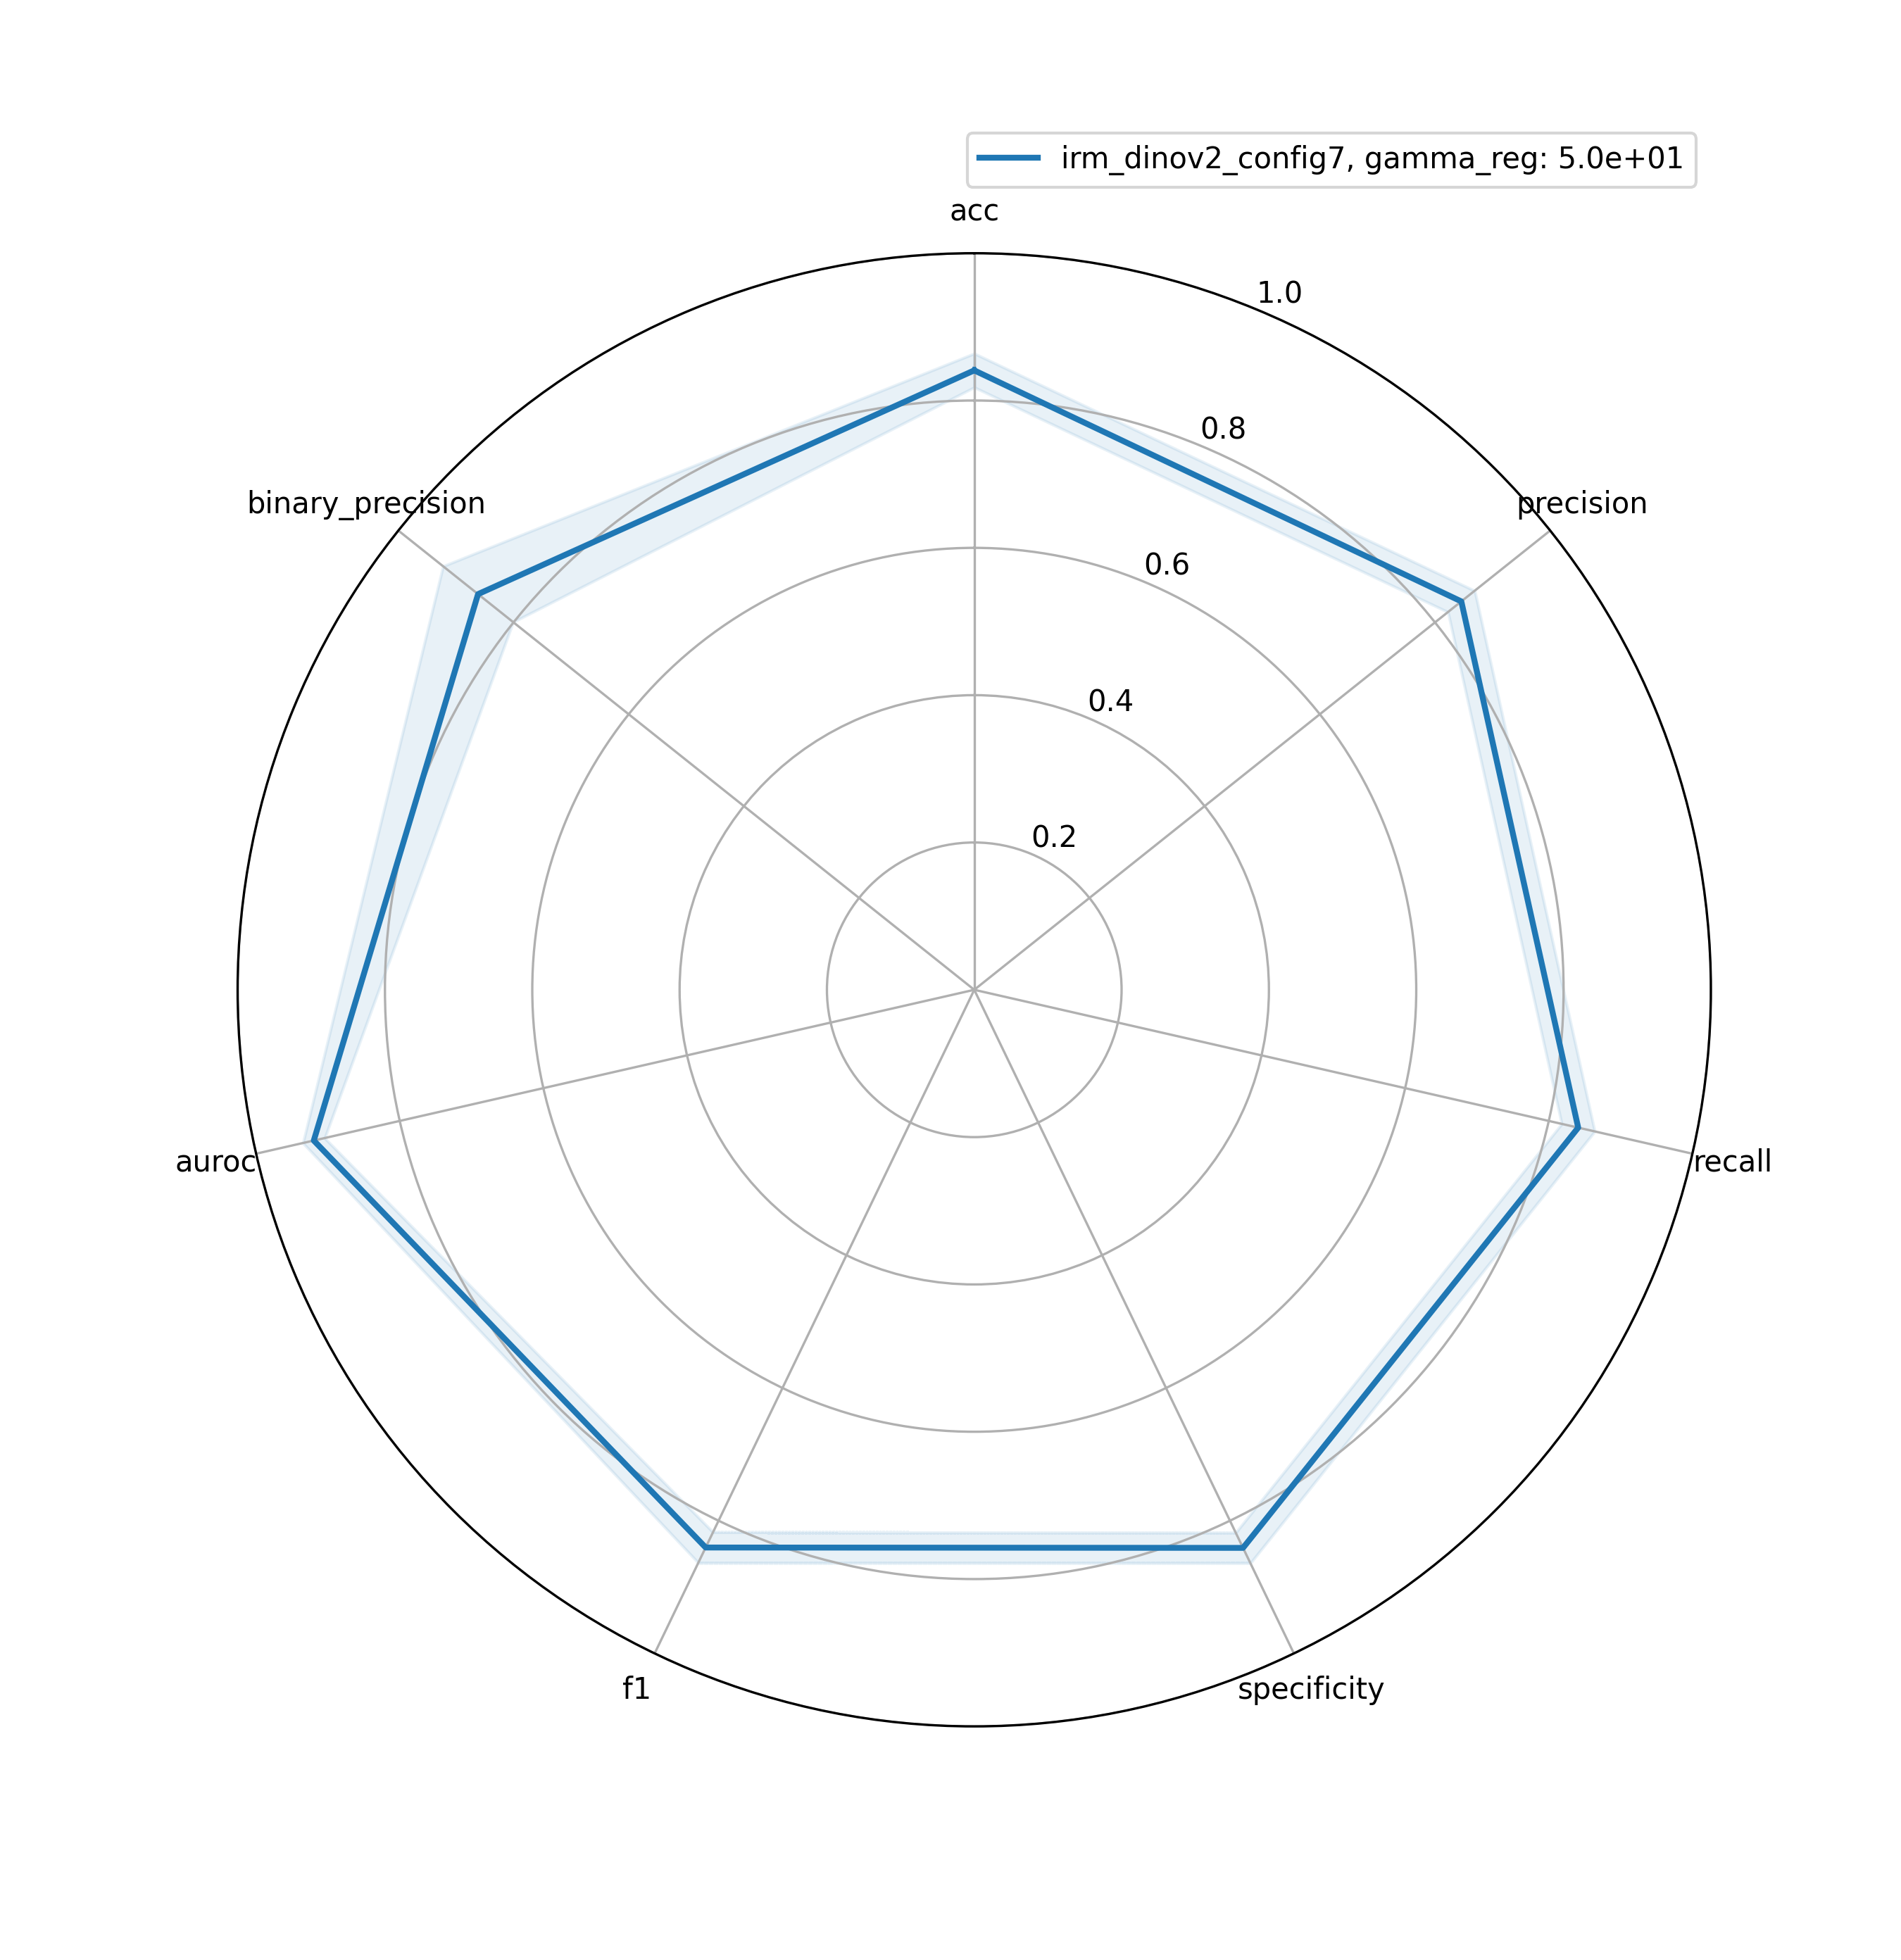 irm_dinov2_config7, gamma_reg: 5.0e+01
acc
1.0
0.8
binary_precision
precision
0.6
0.4
0.2
auroc
recall
f1
specificity